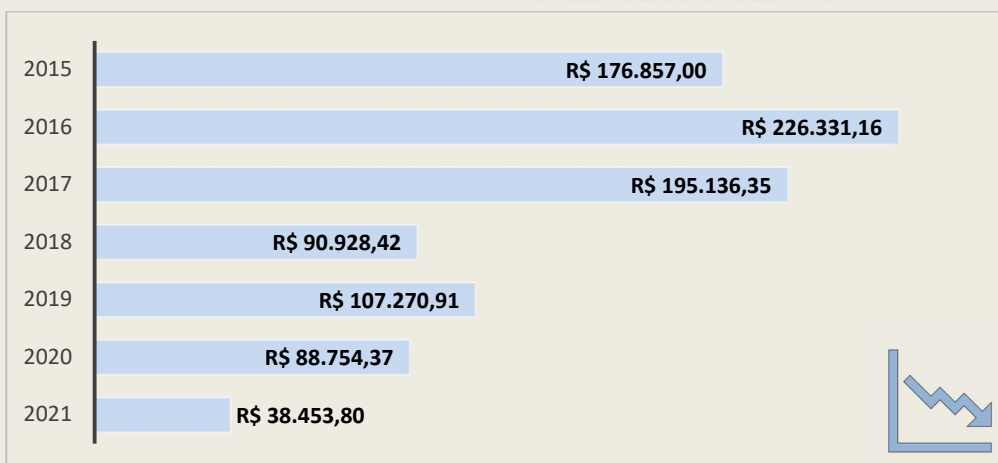 2015 R$ 176.857,00
2016 R$ 226.331,16
2017 R$ 195.136,35
2018 R$ 90.928,42
2019 R$ 107.270,91
2020 R$ 88.754,37
2021 R$ 38.453,80